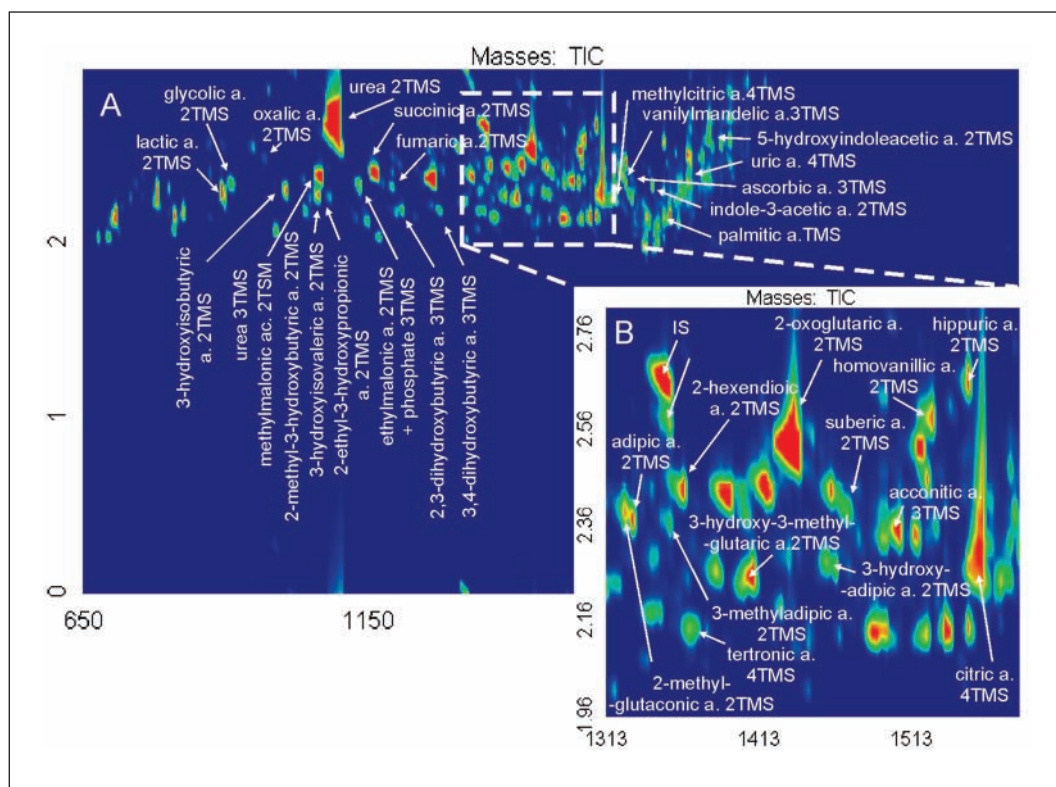 Masses: TIC
A
glycolic a.
2TMS
lactic a.
2TMS
oxalic a.
2TMS
urea 2TMS
succinic a.2TMS
fumaric a.2TMS
methylcitric a.4TMS
vanilylmandelic a.3TMS
5-hydroxyindoleacetic a. 2TMS
uric a. 4TMS
ascorbic a. 3TMS
indole-3-acetic a. 2TMS
palmitic a.TMS
3-hydroxyisobutyric
a. 2TMS
urea 3TMS
methylmalonic ac. 2TSM
2-methyl-3-hydroxybutyric a. 2TMS
3-hydroxyisovaleric a. 2TMS
2-ethyl-3-hydroxypropionic
a. 2TMS
ethylmalonic a. 2TMS
+ phosphate 3TMS
2,3-dihydroxybutyric a. 3TMS
3,4-dihydroxybutyric a. 3TMS
2
1
0
650
1150
Masses: TIC
B
IS
2-oxoglutaric a.
2TMS
hippuric a.
2TMS
homovanillic a.
2TMS
2-hexendioic
a. 2TMS
suberic a.
2TMS
adipic a.
2TMS
acconitic a.
3TMS
3-hydroxy-3-methyl-
-glutaric a.2TMS
3-hydroxy-
-adipic a. 2TMS
3-methyladipic a.
2TMS
tertronic a.
4TMS
2-methyl-
-glutaconic a. 2TMS
citric a.
4TMS
2.76
2.56
2.36
2.16
1.96
1313
1413
1513